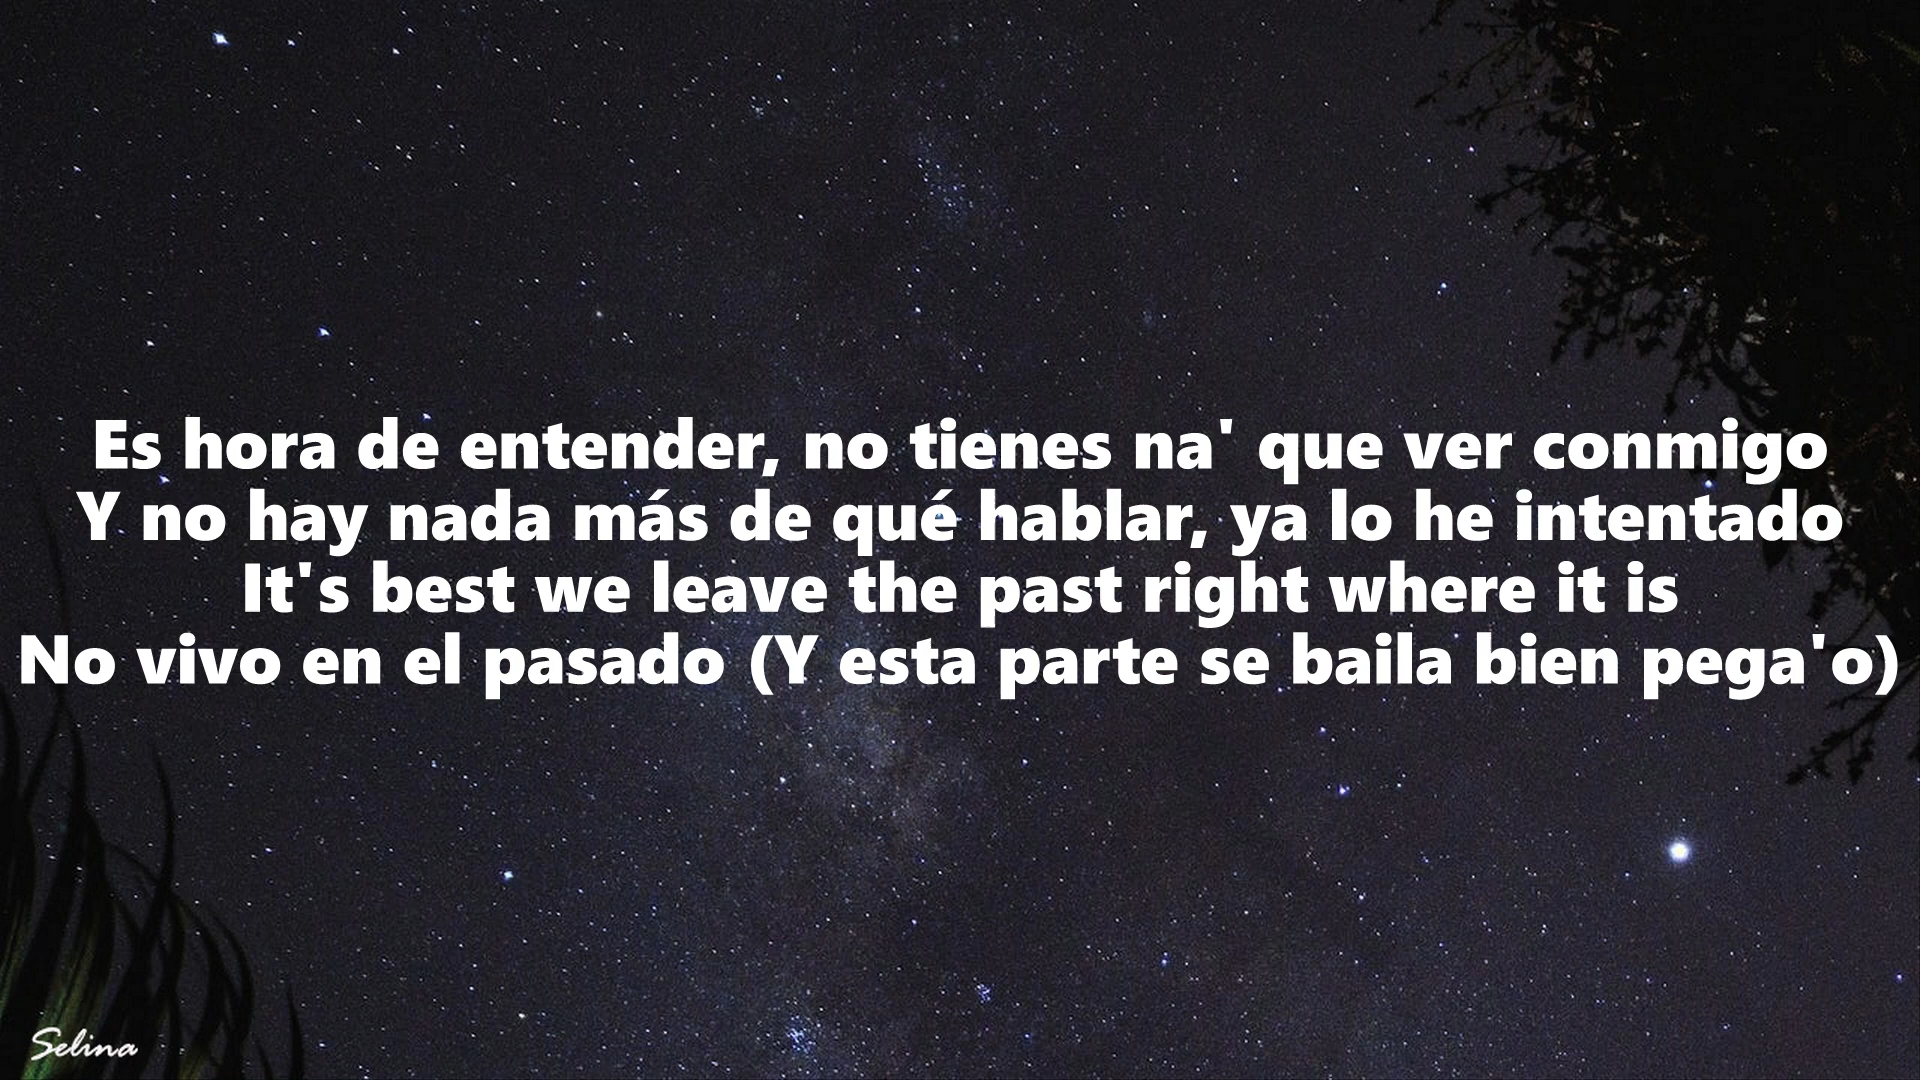 Es hora de entender, no tienes na' que ver conmigo
Y no hay nada más de qué hablar, ya lo he intentado
It's best we leave the past right where it is
No vivo en el pasado (Y esta parte se baila bien pega'o)
Selina